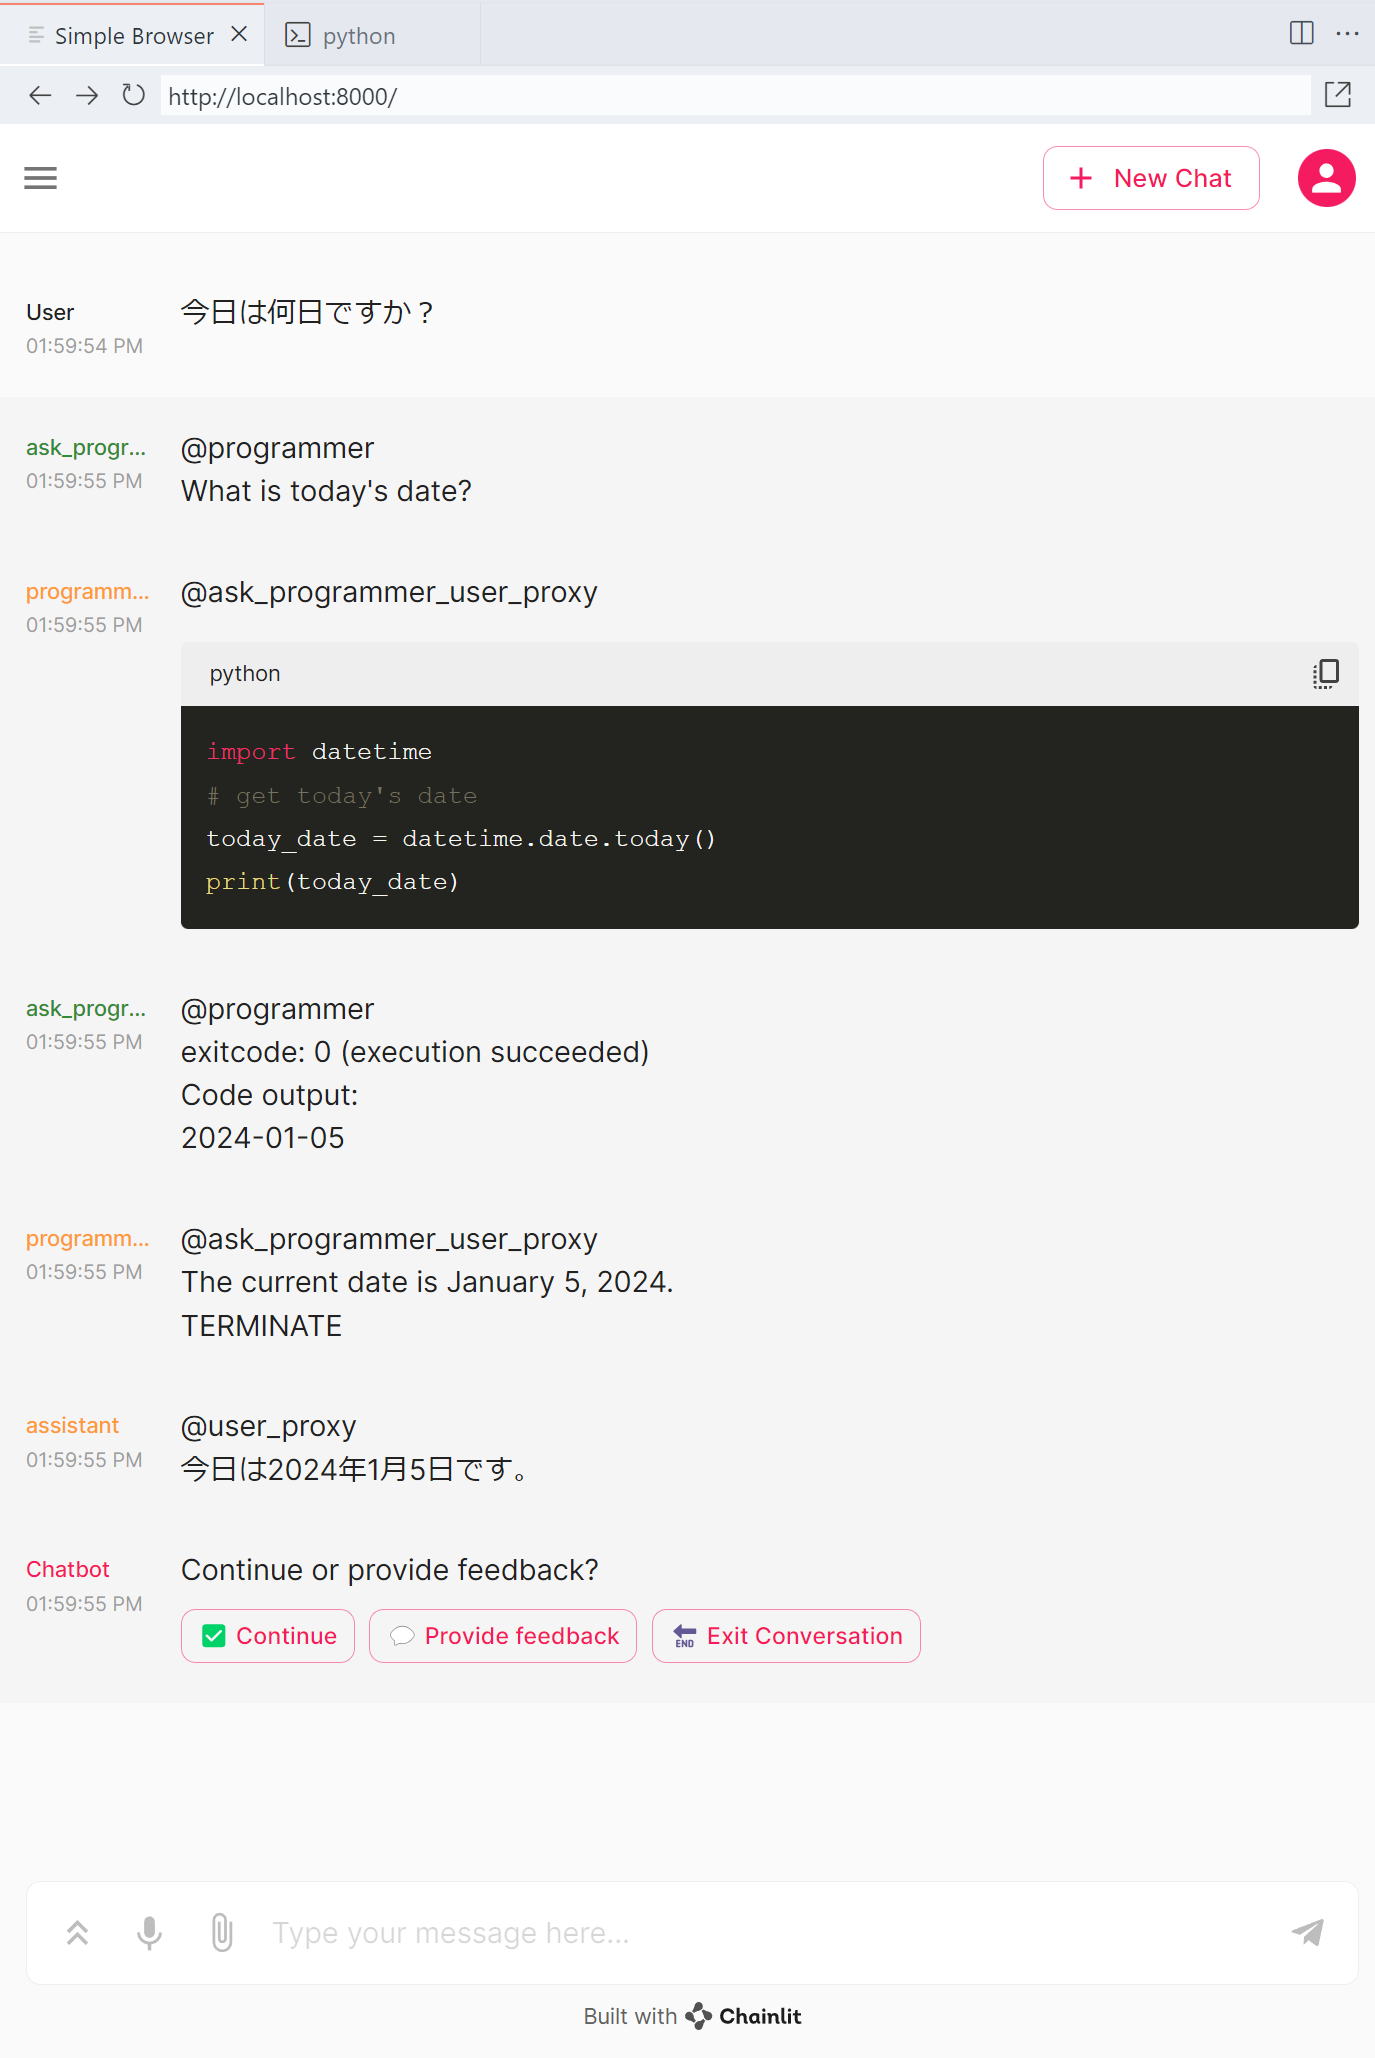 Simple Browser
python
http://localhost:8000/
New Chat
User
01:59:54 PM
今日は何日ですか？
ask_progr...
01:59:55 PM
@programmer
What is today's date?
programm...
01:59:55 PM
@ask_programmer_user_proxy
python
import datetime
# get today's date
today_date = datetime.date.today()
print(today_date)
ask_progr...
01:59:55 PM
@programmer
exitcode: 0 (execution succeeded)
Code output:
2024-01-05
programm...
01:59:55 PM
@ask_programmer_user_proxy
The current date is January 5, 2024.
TERMINATE
assistant
01:59:55 PM
@user_proxy
今日は2024年1月5日です。
Chatbot
01:59:55 PM
Continue or provide feedback?
Continue
Provide feedback
END Exit Conversation
Type your message here...
Built with Chainlit